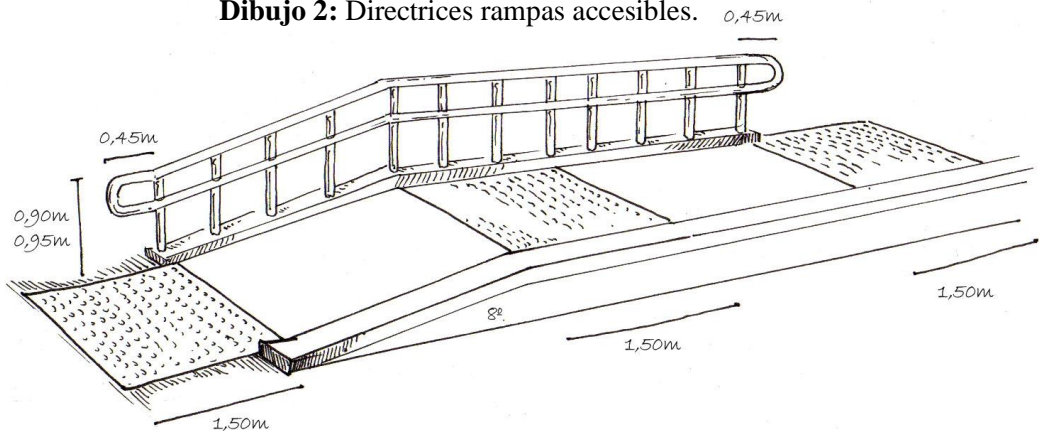 Dibujo 2: Directrices rampas accesibles.
0,45m
0,45m
0,90m
0,95m
8º
1,50m
1,50m
1,50m